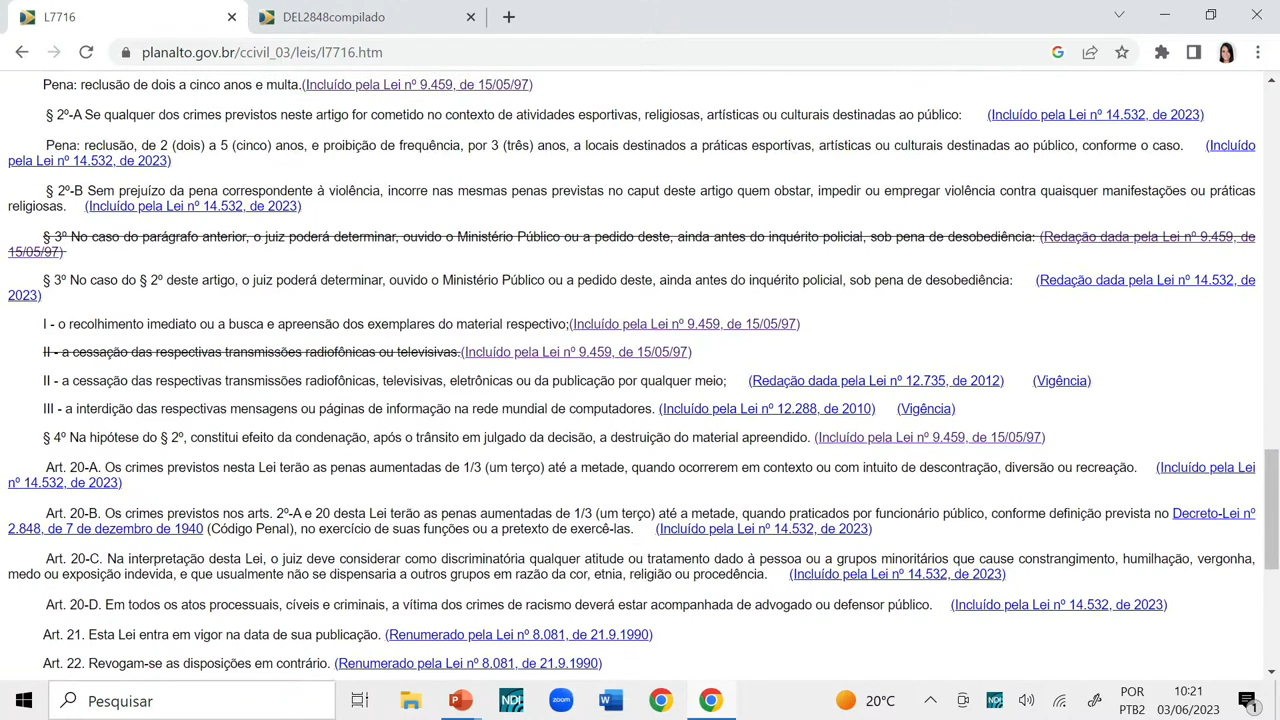 L7716
DEL2848compilado
planalto.gov.br/ccivil_03/leis/l7716.htm
Pena: reclusão de dois a cinco anos e multa.(Incluído pela Lei nº 9.459, de 15/05/97)
§ 2º-A Se qualquer dos crimes previstos neste artigo for cometido no contexto de atividades esportivas, religiosas, artísticas ou culturais destinadas ao público: (Incluído pela Lei nº 14.532, de 2023)
Pena: reclusão, de 2 (dois) a 5 (cinco) anos, e proibição de frequência, por 3 (três) anos, a locais destinados a práticas esportivas, artísticas ou culturais destinadas ao público, conforme o caso. (Incluído
pela Lei nº 14.532, de 2023)
§ 2º-B Sem prejuízo da pena correspondente à violência, incorre nas mesmas penas previstas no caput deste artigo quem obstar, impedir ou empregar violência contra quaisquer manifestações ou práticas
religiosas. (Incluído pela Lei nº 14.532, de 2023)
§ 3º No caso do parágrafo anterior, o juiz poderá determinar, ouvido o Ministério Público ou a pedido deste, ainda antes do inquérito policial, sob pena de desobediência: (Redação dada pela Lei nº 9.459, de
15/05/97)
§ 3º No caso do § 2º deste artigo, o juiz poderá determinar, ouvido o Ministério Público ou a pedido deste, ainda antes do inquérito policial, sob pena de desobediência: (Redação dada pela Lei nº 14.532, de
2023)
I - o recolhimento imediato ou a busca e apreensão dos exemplares do material respectivo;(Incluído pela Lei nº 9.459, de 15/05/97)
II - a cessação das respectivas transmissões radiofônicas ou televisivas.(Incluído pela Lei nº 9.459, de 15/05/97)
II - a cessação das respectivas transmissões radiofônicas, televisivas, eletrônicas ou da publicação por qualquer meio; (Redação dada pela Lei nº 12.735, de 2012) (Vigência)
III - a interdição das respectivas mensagens ou páginas de informação na rede mundial de computadores. (Incluído pela Lei nº 12.288, de 2010) (Vigência)
§ 4º Na hipótese do § 2º, constitui efeito da condenação, após o trânsito em julgado da decisão, a destruição do material apreendido. (Incluído pela Lei nº 9.459, de 15/05/97)
Art. 20-A. Os crimes previstos nesta Lei terão as penas aumentadas de 1/3 (um terço) até a metade, quando ocorrerem em contexto ou com intuito de descontração, diversão ou recreação. (Incluído pela Lei
nº 14.532, de 2023)
Art. 20-B. Os crimes previstos nos arts. 2º-A e 20 desta Lei terão as penas aumentadas de 1/3 (um terço) até a metade, quando praticados por funcionário público, conforme definição prevista no Decreto-Lei nº
2.848, de 7 de dezembro de 1940 (Código Penal), no exercício de suas funções ou a pretexto de exercê-las. (Incluído pela Lei nº 14.532, de 2023)
Art. 20-C. Na interpretação desta Lei, o juiz deve considerar como discriminatória qualquer atitude ou tratamento dado à pessoa ou a grupos minoritários que cause constrangimento, humilhação, vergonha,
medo ou exposição indevida, e que usualmente não se dispensaria a outros grupos em razão da cor, etnia, religião ou procedência. (Incluído pela Lei nº 14.532, de 2023)
Art. 20-D. Em todos os atos processuais, cíveis e criminais, a vítima dos crimes de racismo deverá estar acompanhada de advogado ou defensor público. (Incluído pela Lei nº 14.532, de 2023)
Art. 21. Esta Lei entra em vigor na data de sua publicação. (Renumerado pela Lei nº 8.081, de 21.9.1990)
Art. 22. Revogam-se as disposições em contrário. (Renumerado pela Lei nº 8.081, de 21.9.1990)
Pesquisar
NDI
zoom
20°C
NDI
POR
PTB2
10:21
03/06/2023
1